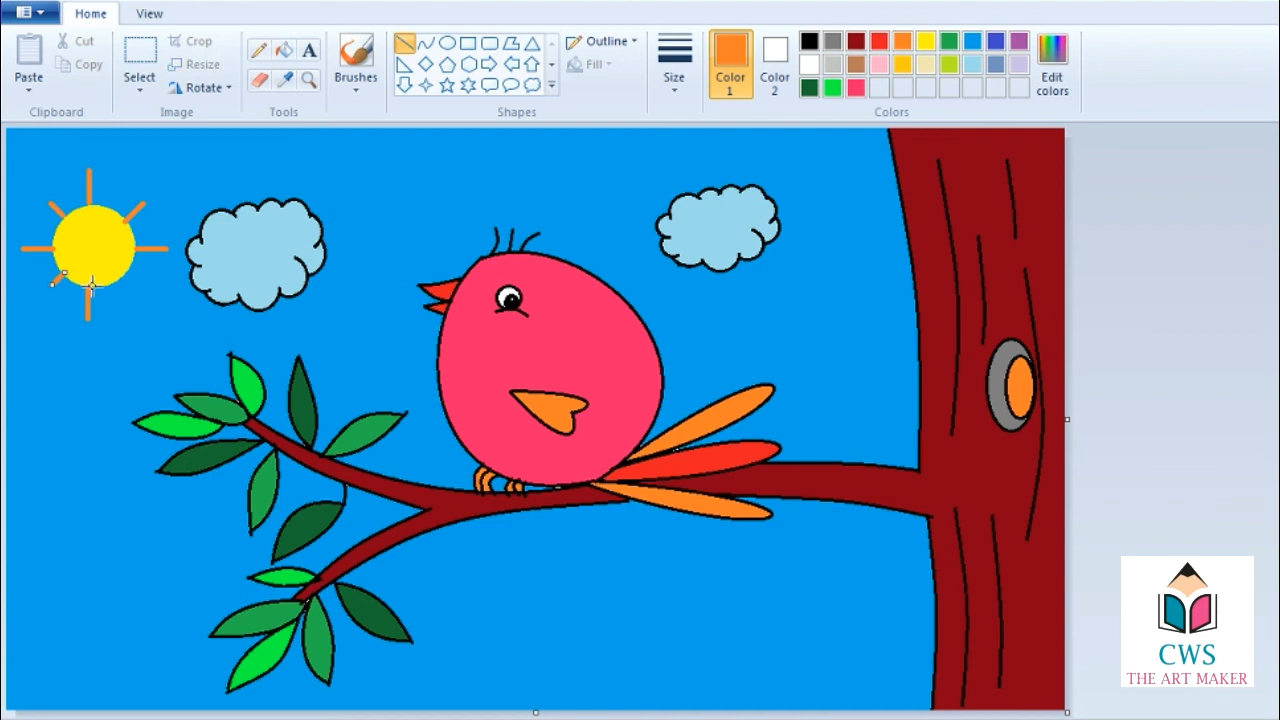 Home
View
Cut
Copy
Paste
Clipboard
Crop
Resize
Rotate
Select
Image
A
Tools
Brushes
Outline
Fill
Shapes
Size
Color
1
Color
2
Edit
colors
Colors
CWS
THE ART MAKER